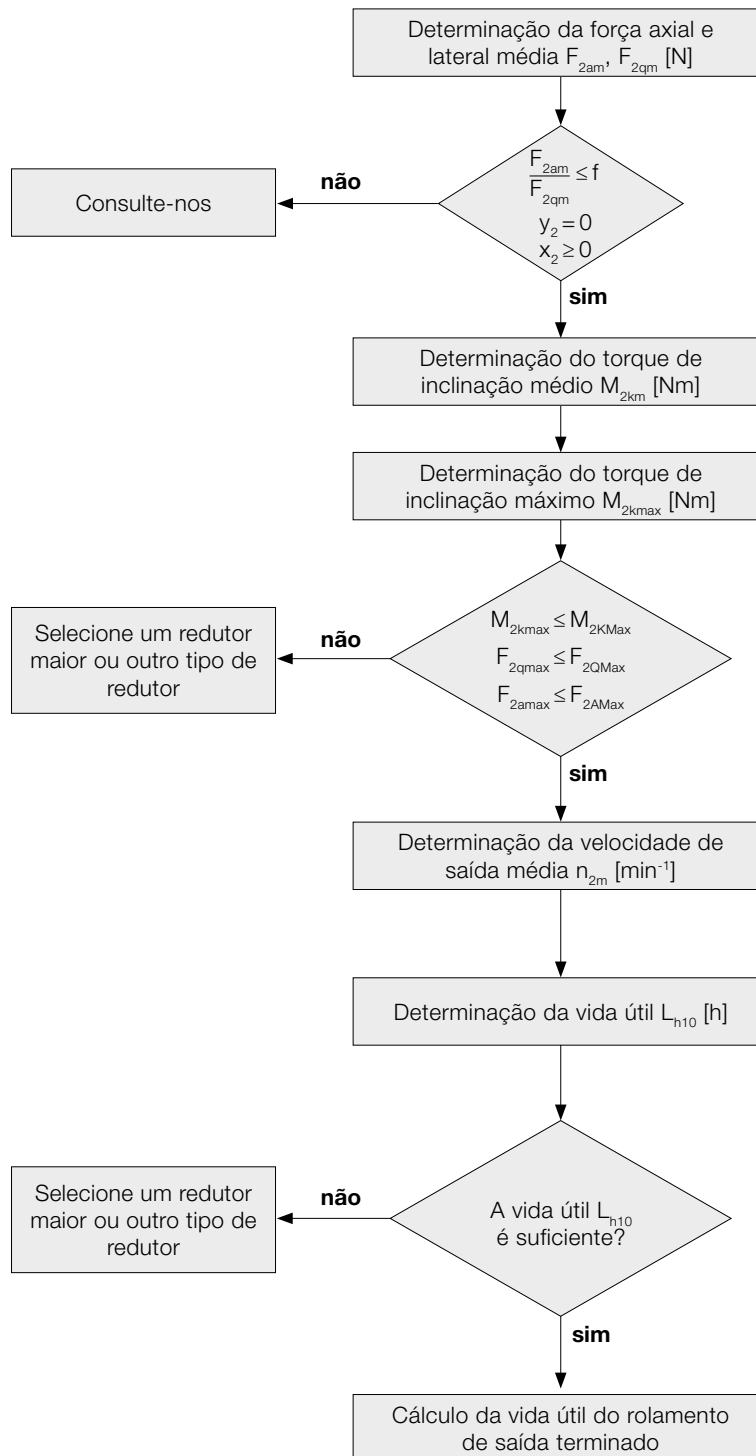 Determinação da força axial e
lateral média F2am, F2qm [N]
F2am
F2qm
≤ f
y2 = 0
x2 ≥ 0
não
Consulte-nos
sim
Determinação do torque de
inclinação médio M2km [Nm]
Determinação do torque de
inclinação máximo M2kmax [Nm]
M2kmax ≤ M2KMax
F2qmax ≤ F2QMax
F2amax ≤ F2AMax
não
Selecione um redutor
maior ou outro tipo de
redutor
sim
Determinação da velocidade de
saída média n2m [min-1]
Determinação da vida útil Lh10 [h]
A vida útil Lh10
é suficiente?
não
Selecione um redutor
maior ou outro tipo de
redutor
sim
Cálculo da vida útil do rolamento
de saída terminado